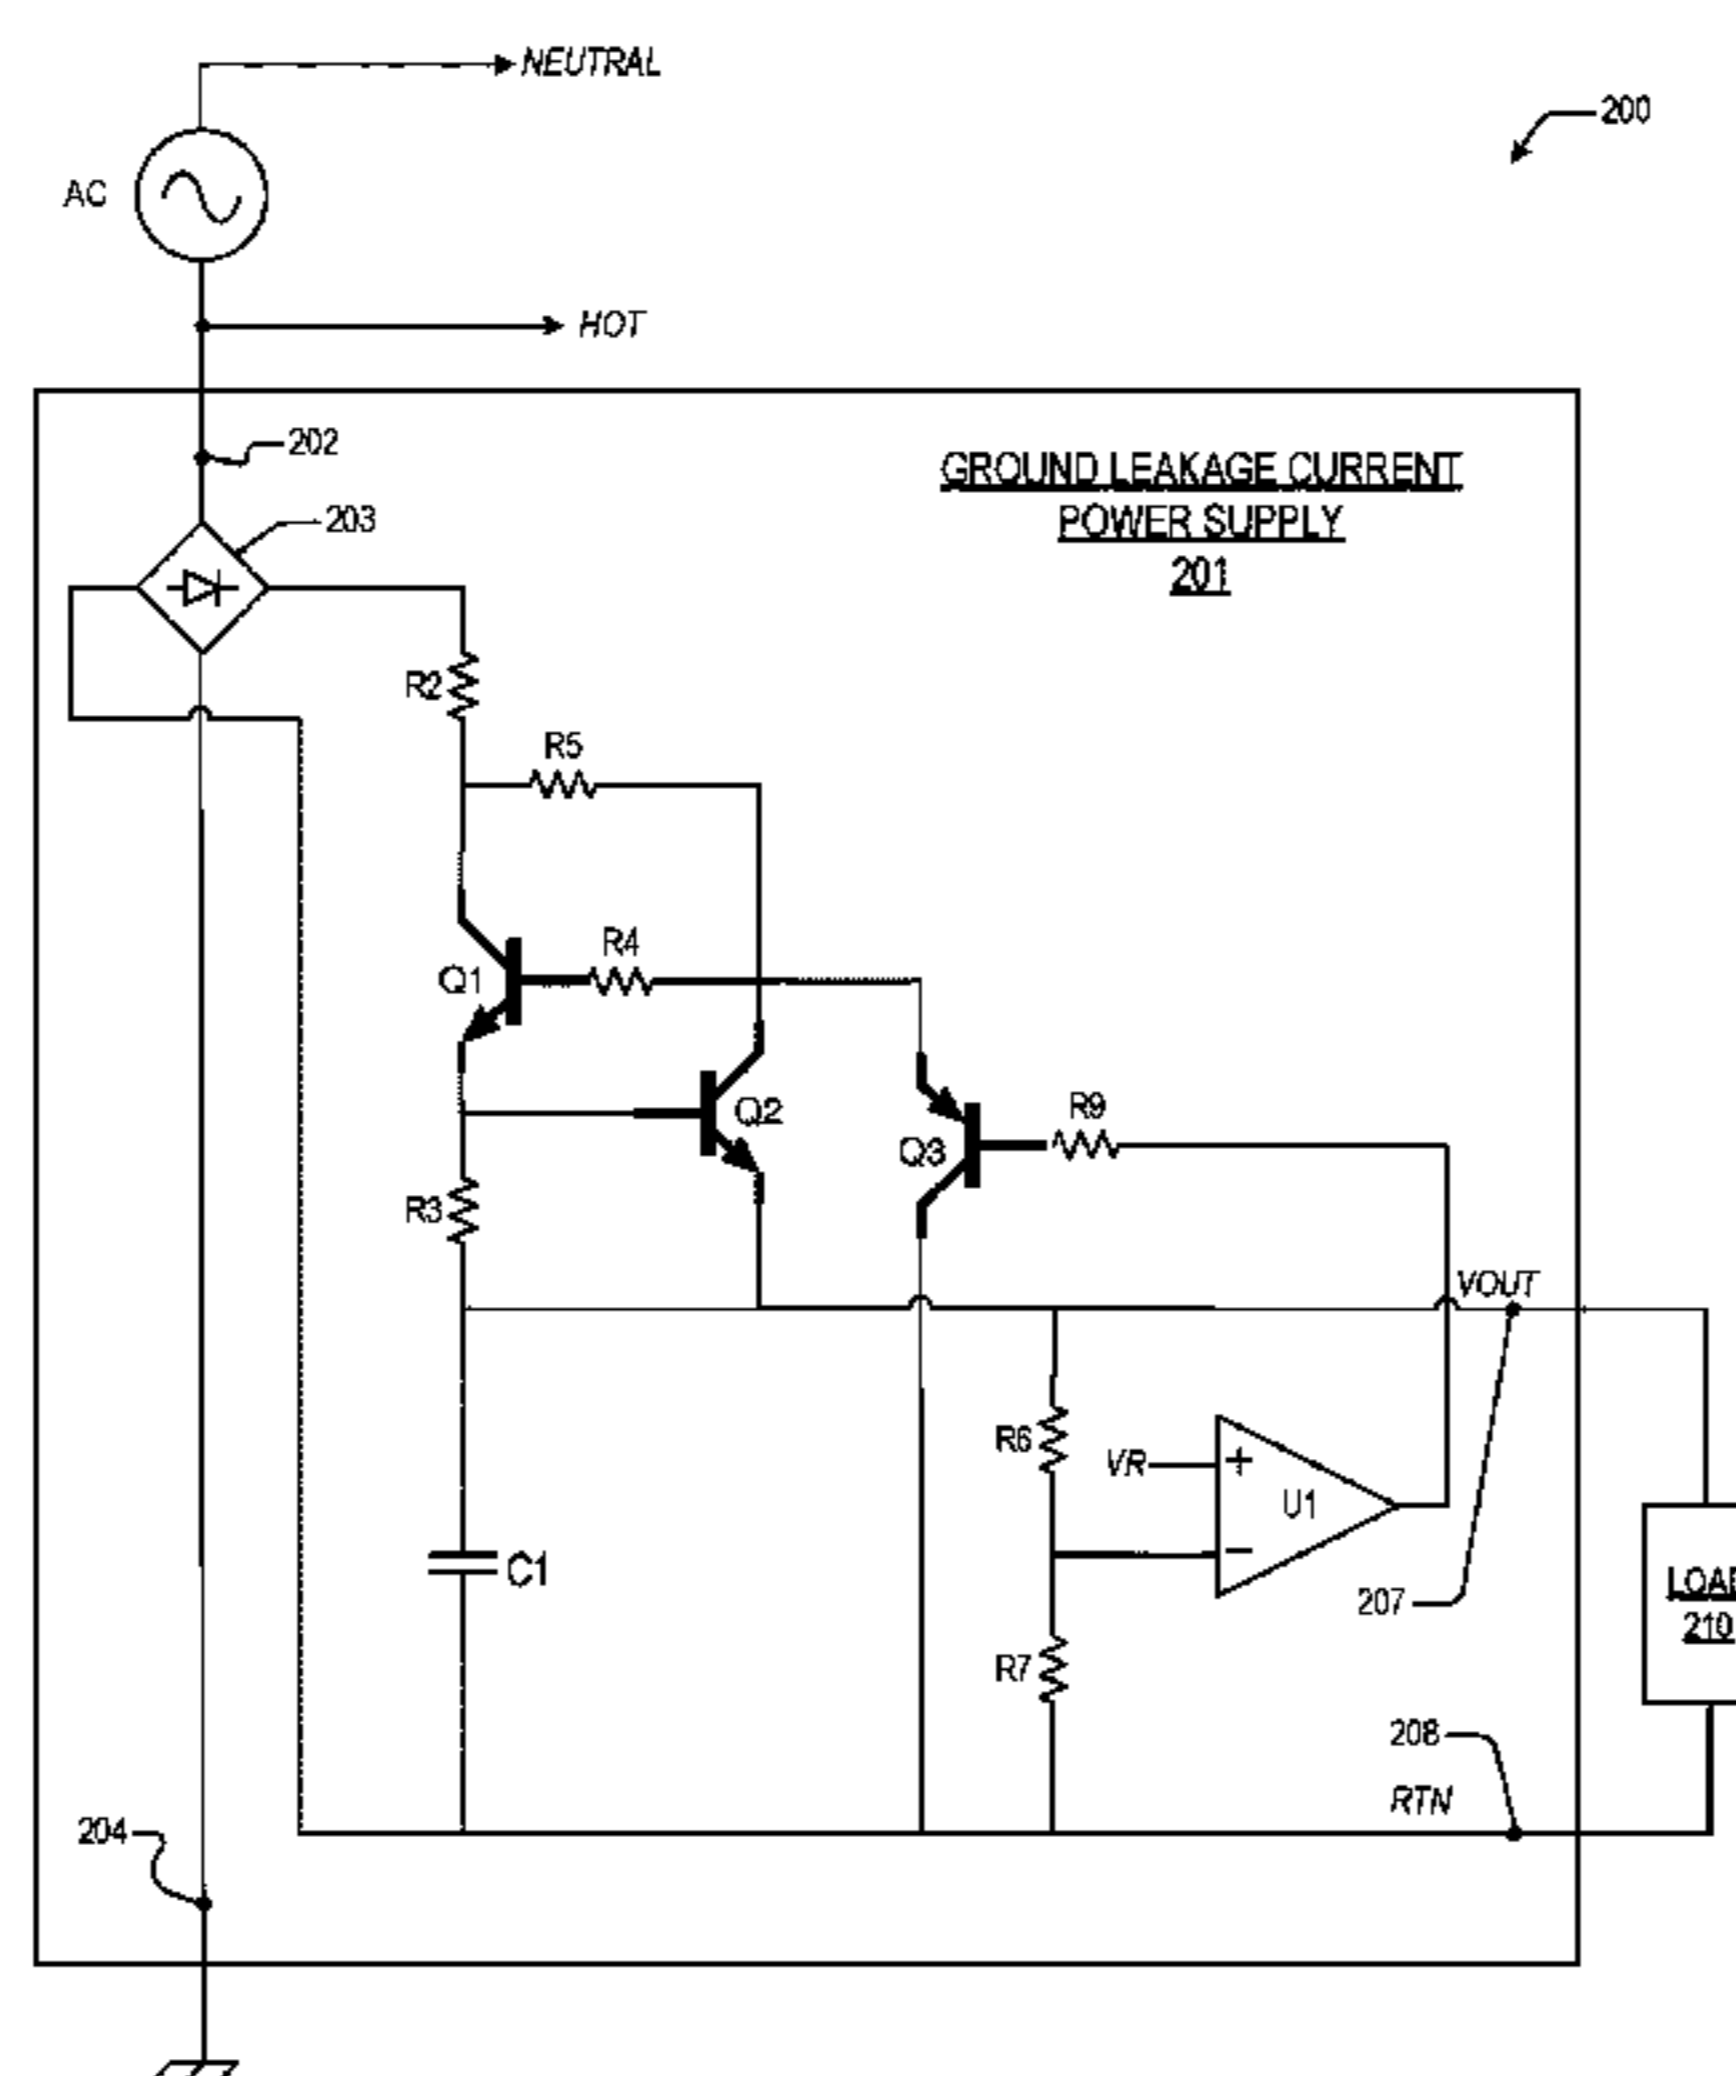 NEUTRAL
200
AC
HOT
202
GROUND LEAKAGE CURRENT
POWER SUPPLY
201
203
R2
R5
R4
Q1
Q2
R9
Q3
R3
VOUT
R6
VR
+
U1
-
C1
207
210
R7
208
RTN
204